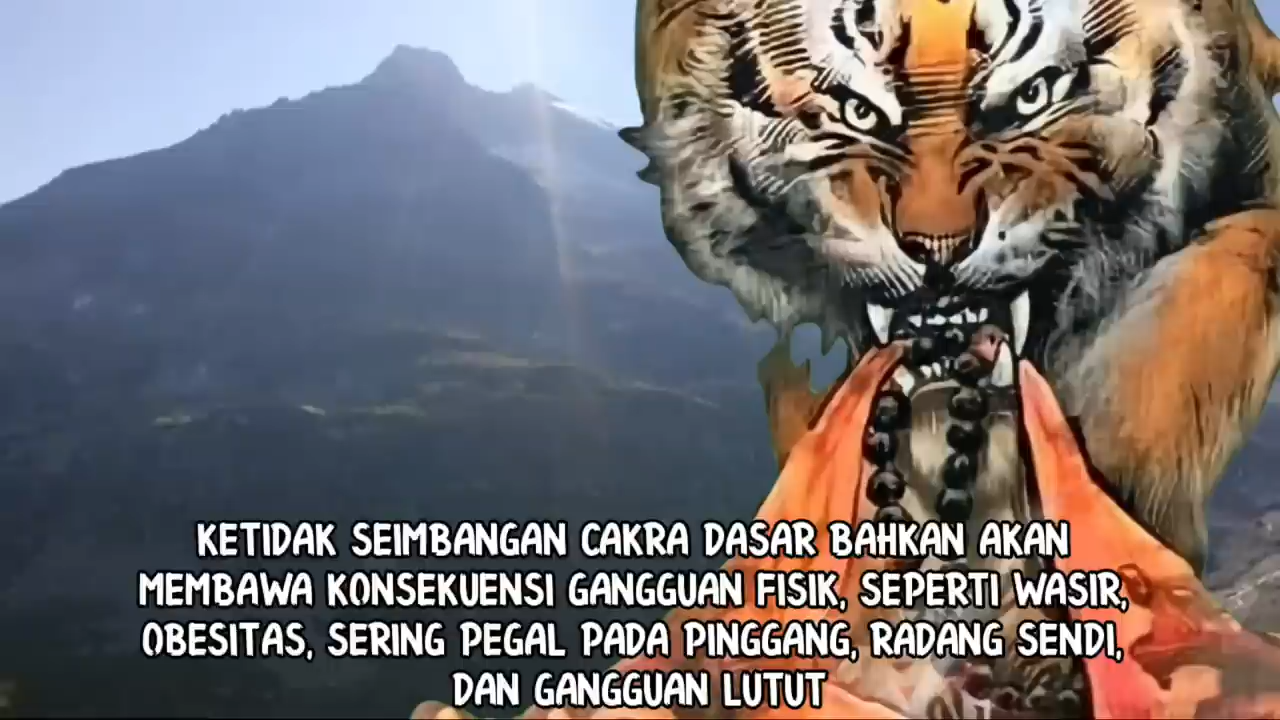 KETIDAK SEIMBANGAN CAKRA DASAR BAHKAN AKAN
MEMBAWA KONSEKUENSI GANGGUAN FISIK, SEPERTI WASIR,
OBESITAS, SERING PEGAL PADA PINGGANG, RADANG SENDI,
DAN GANGGUAN LUTUT